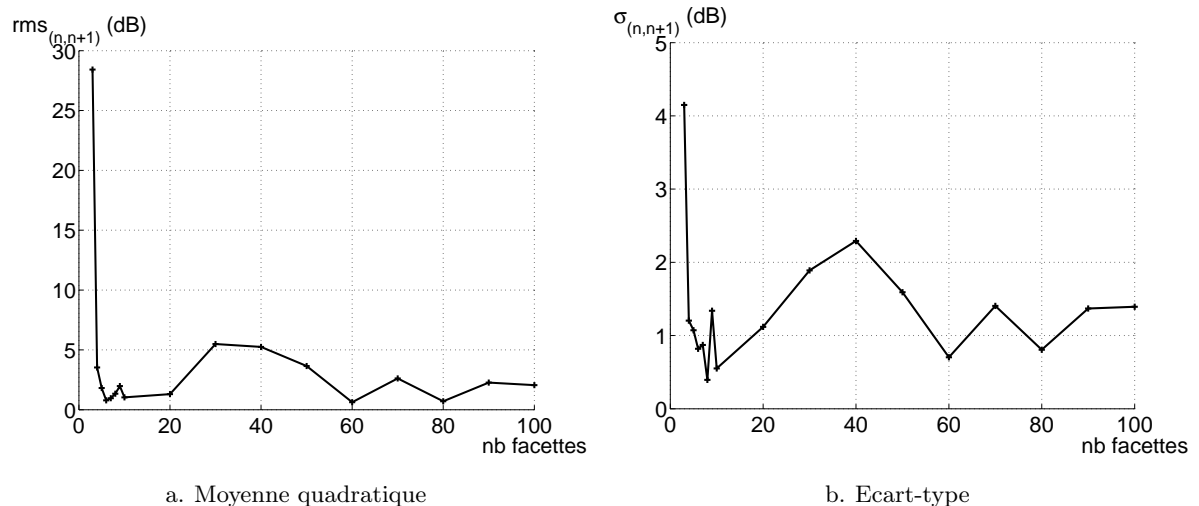 rms(n,n+1) (dB)
30
25
20
15
10
5
0
0 20 40 60 80 100
nb facettes
a. Moyenne quadratique
σ(n,n+1) (dB)
5
4
3
2
1
0
0 20 40 60 80 100
nb facettes
b. Ecart-type